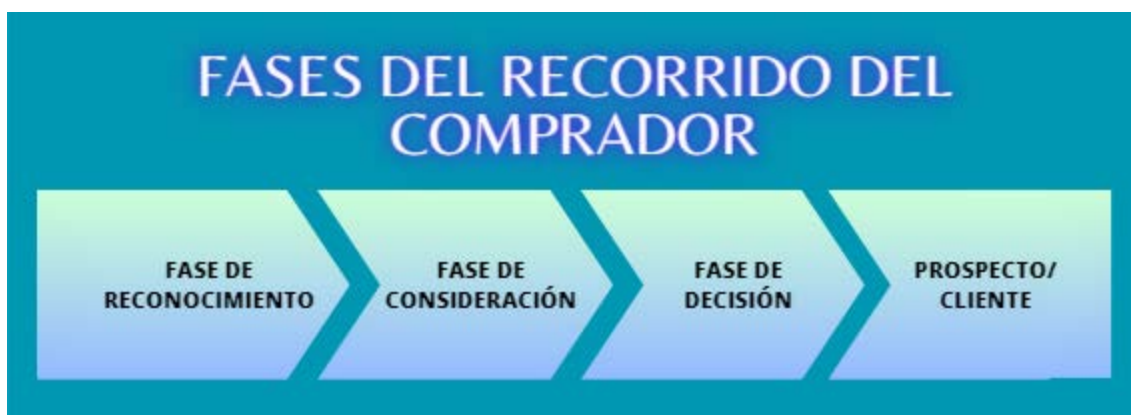 FASES DEL RECORRIDO DEL
COMPRADOR
FASE DE
RECONOCIMIENTO
FASE DE
CONSIDERACIÓN
FASE DE
DECISIÓN
PROSPECTO/
CLIENTE